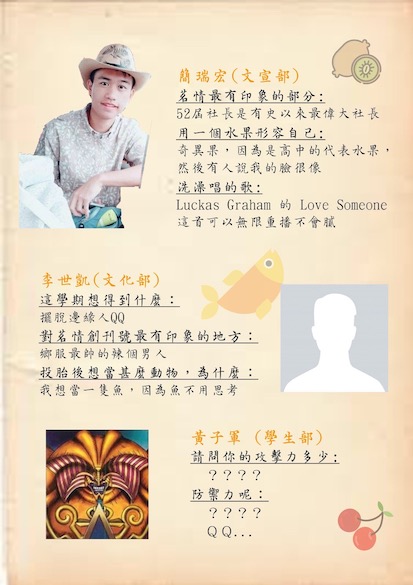 簡瑞宏(文宣部)
茗情最有印象的部分:
52屆社長是有史以來最偉大社長
用一個水果形容自己:
奇異果，因為是高中的代表水果，
然後有人說我的臉很像
洗澡唱的歌:
Luckas Graham 的 Love Someone
這首可以無限重播不會膩
李世凱(文化部)
這學期想得到什麼：
擺脫邊緣人QQ
對茗情創刊號最有印象的地方：
鄉服最帥的辣個男人
投胎後想當甚麼動物，為什麼：
我想當一隻魚，因為魚不用思考
黃子軍 (學生部)
請問你的攻擊力多少:
？？？？
防禦力呢：
？？？？
QQ...